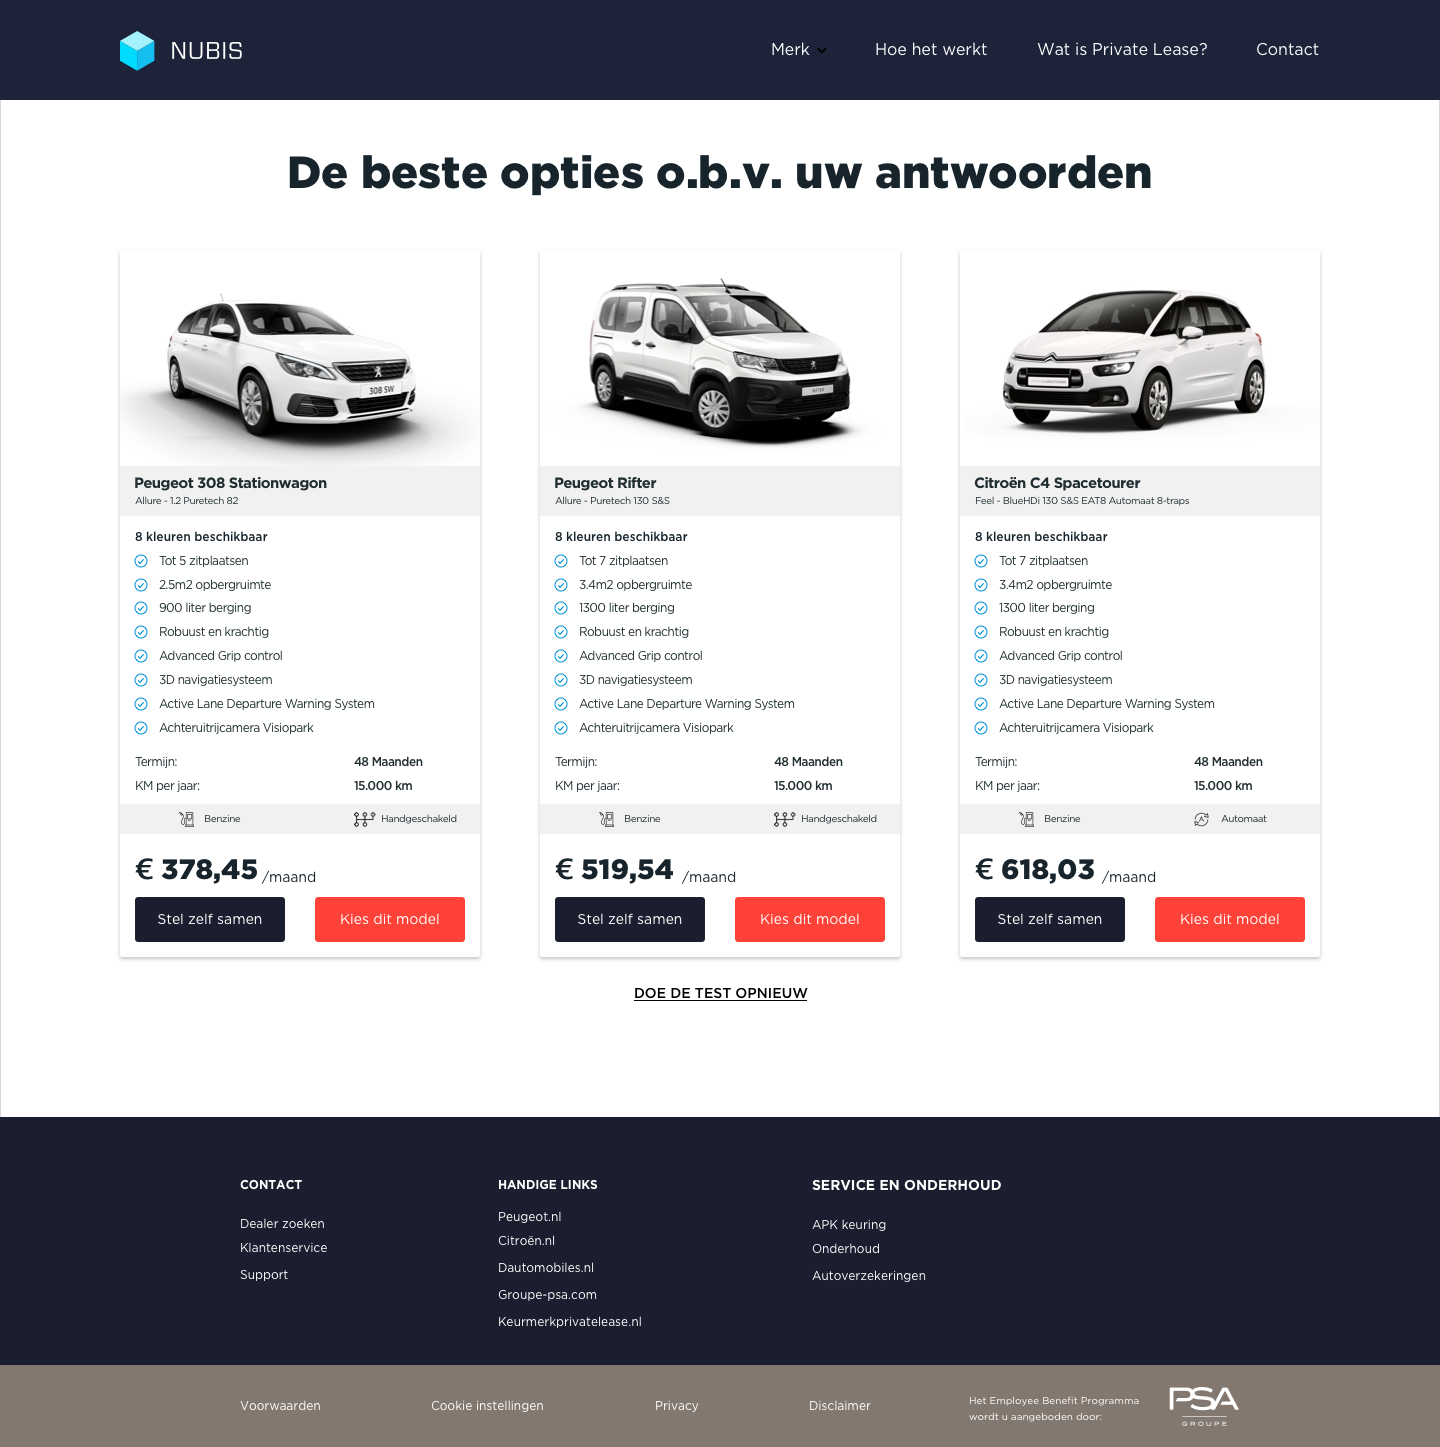 NUBIS
Merk
Hoe het werkt
Wat is Private Lease?
Contact
De beste opties o.b.v. uw antwoorden
308 SW
Peugeot 308 Stationwagon
Allure - 1.2 Puretech 82
8 kleuren beschikbaar
Tot 5 zitplaatsen
2.5m2 opbergruimte
900 liter berging
Robuust en krachtig
Advanced Grip control
3D navigatiesysteem
Active Lane Departure Warning System
Achteruitrijcamera Visiopark
Termijn: 48 Maanden
KM per jaar: 15.000 km
Benzine Handgeschakeld
€ 378,45 /maand
Stel zelf samen Kies dit model
RIFTER
Peugeot Rifter
Allure - Puretech 130 S&S
8 kleuren beschikbaar
Tot 7 zitplaatsen
3.4m2 opbergruimte
1300 liter berging
Robuust en krachtig
Advanced Grip control
3D navigatiesysteem
Active Lane Departure Warning System
Achteruitrijcamera Visiopark
Termijn: 48 Maanden
KM per jaar: 15.000 km
Benzine Handgeschakeld
€ 519,54 /maand
Stel zelf samen Kies dit model
Citroën C4 Spacetourer
Feel - BlueHDi 130 S&S EAT8 Automaat 8-traps
8 kleuren beschikbaar
Tot 7 zitplaatsen
3.4m2 opbergruimte
1300 liter berging
Robuust en krachtig
Advanced Grip control
3D navigatiesysteem
Active Lane Departure Warning System
Achteruitrijcamera Visiopark
Termijn: 48 Maanden
KM per jaar: 15.000 km
Benzine A Automaat
€ 618,03 /maand
Stel zelf samen Kies dit model
DOE DE TEST OPNIEUW
CONTACT
Dealer zoeken
Klantenservice
Support
HANDIGE LINKS
Peugeot.nl
Citroën.nl
Dautomobiles.nl
Groupe-psa.com
Keurmerkprivatelease.nl
SERVICE EN ONDERHOUD
APK keuring
Onderhoud
Autoverzekeringen
Voorwaarden
Cookie instellingen
Privacy
Disclaimer
Het Employee Benefit Programma
wordt u aangeboden door:
PSA
GROUPE